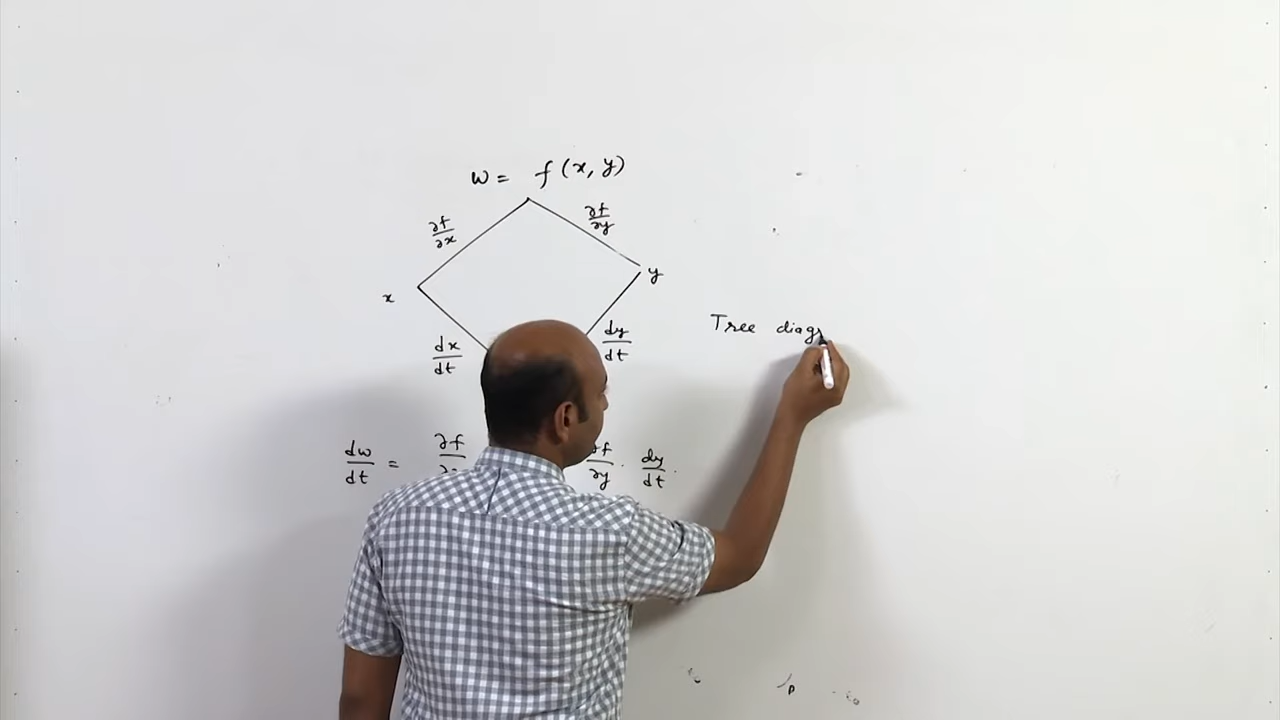 w = f(x, y)
∂f/∂x ∂f/∂y
x y
dx/dt dy/dt
Tree diag
dw/dt = ∂f ∂f/∂y . dy/dt .